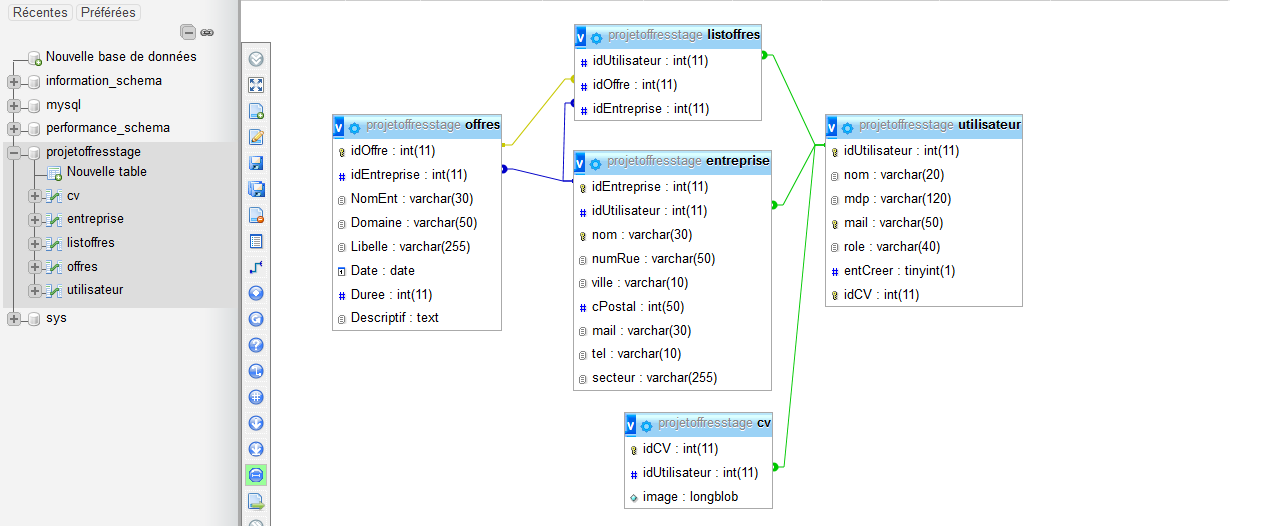 Récentes Préférées
Nouvelle base de données
information_schema
mysql
performance_schema
projetoffresstage
Nouvelle table
cv
entreprise
listoffres
offres
utilisateur
sys
v projetoffresstage offres
idOffre : int(11)
idEntreprise : int(11)
NomEnt : varchar(30)
Domaine : varchar(50)
Libelle : varchar(255)
Date : date
# Duree : int(11)
Descriptif : text
v projetoffresstage listoffres
# idUtilisateur : int(11)
# idOffre : int(11)
# idEntreprise : int(11)
v projetoffresstage entreprise
idEntreprise : int(11)
# idUtilisateur : int(11)
nom : varchar(30)
numRue : varchar(50)
ville : varchar(10)
# cPostal : int(50)
mail : varchar(30)
tel : varchar(10)
secteur : varchar(255)
v projetoffresstage cv
idCV : int(11)
# idUtilisateur : int(11)
image : longblob
v projetoffresstage utilisateur
idUtilisateur : int(11)
nom : varchar(20)
mdp : varchar(120)
mail : varchar(50)
role : varchar(40)
# entCreer : tinyint(1)
idCV : int(11)